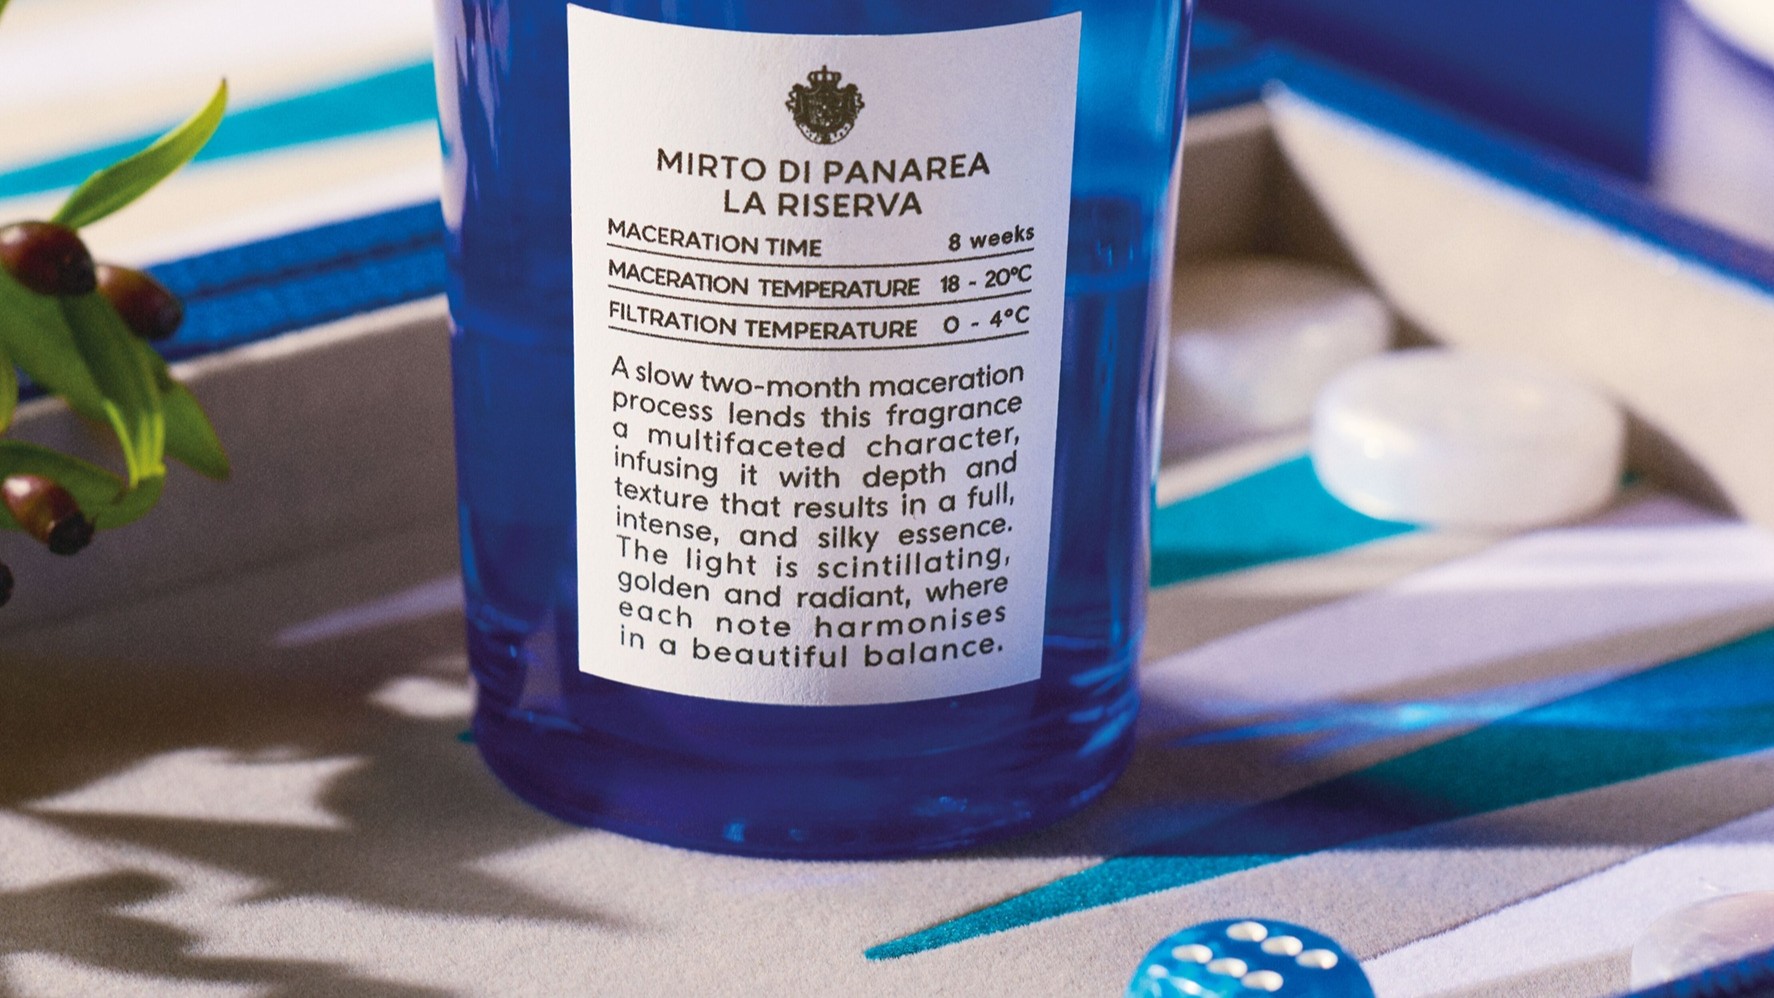 MIRTO DI PANAREA
LA RISERVA
MACERATION TIME 8 weeks
MACERATION TEMPERATURE 18 - 20°C
FILTRATION TEMPERATURE 0 - 4°C
A slow two-month maceration
process lends this fragrance
a multifaceted character,
infusing it with depth and
texture that results in a full,
intense, and silky essence.
The light is scintillating,
golden and radiant, where
each note harmonises
in a beautiful balance.